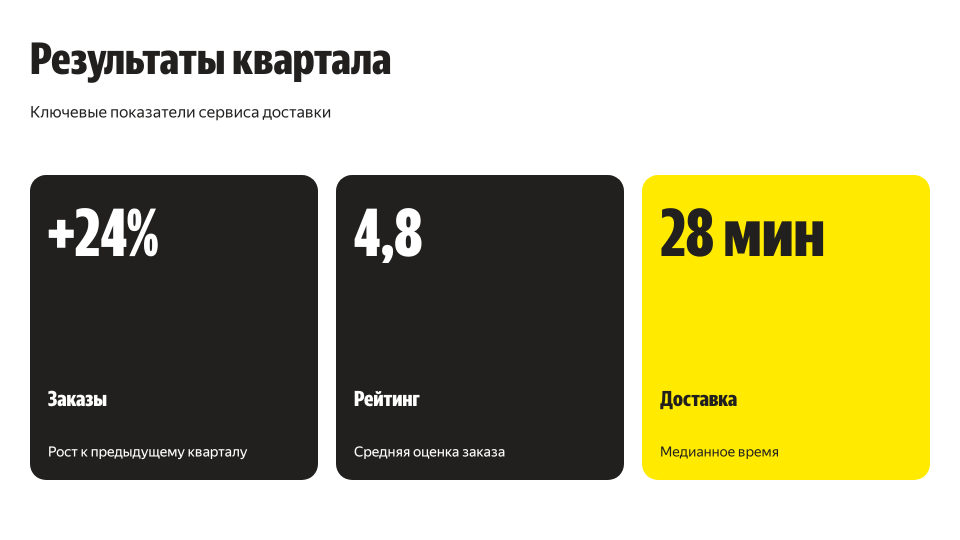 Результаты квартала
Ключевые показатели сервиса доставки
+24%
4,8
28 мин
Заказы
Рейтинг
Доставка
Рост к предыдущему кварталу
Средняя оценка заказа
Медианное время